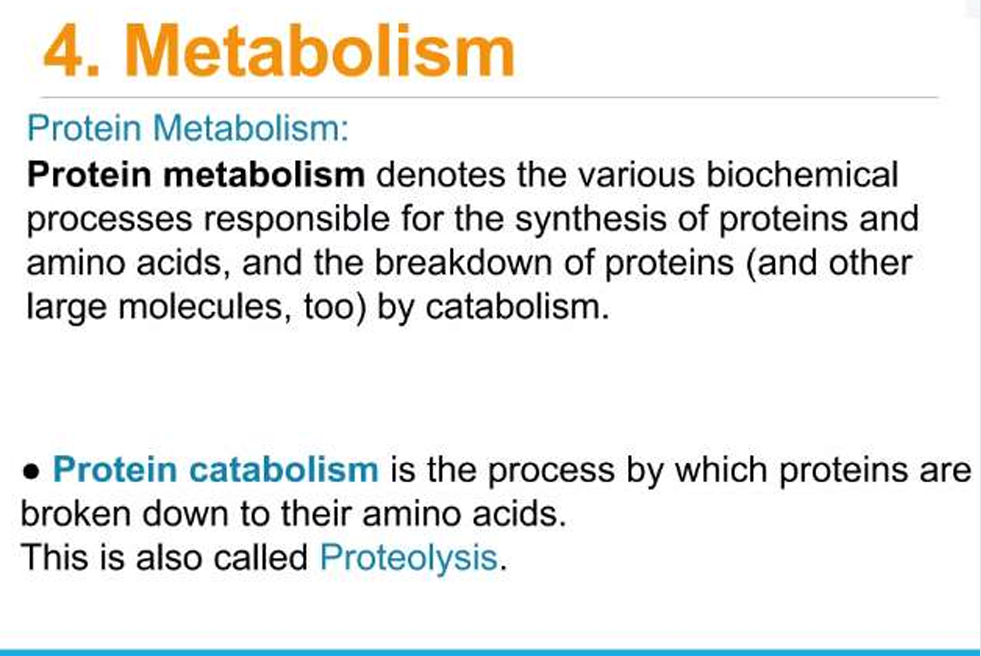 4. Metabolism
Protein Metabolism:
Protein metabolism denotes the various biochemical
processes responsible for the synthesis of proteins and
amino acids, and the breakdown of proteins (and other
large molecules, too) by catabolism.
● Protein catabolism is the process by which proteins are
broken down to their amino acids.
This is also called Proteolysis.